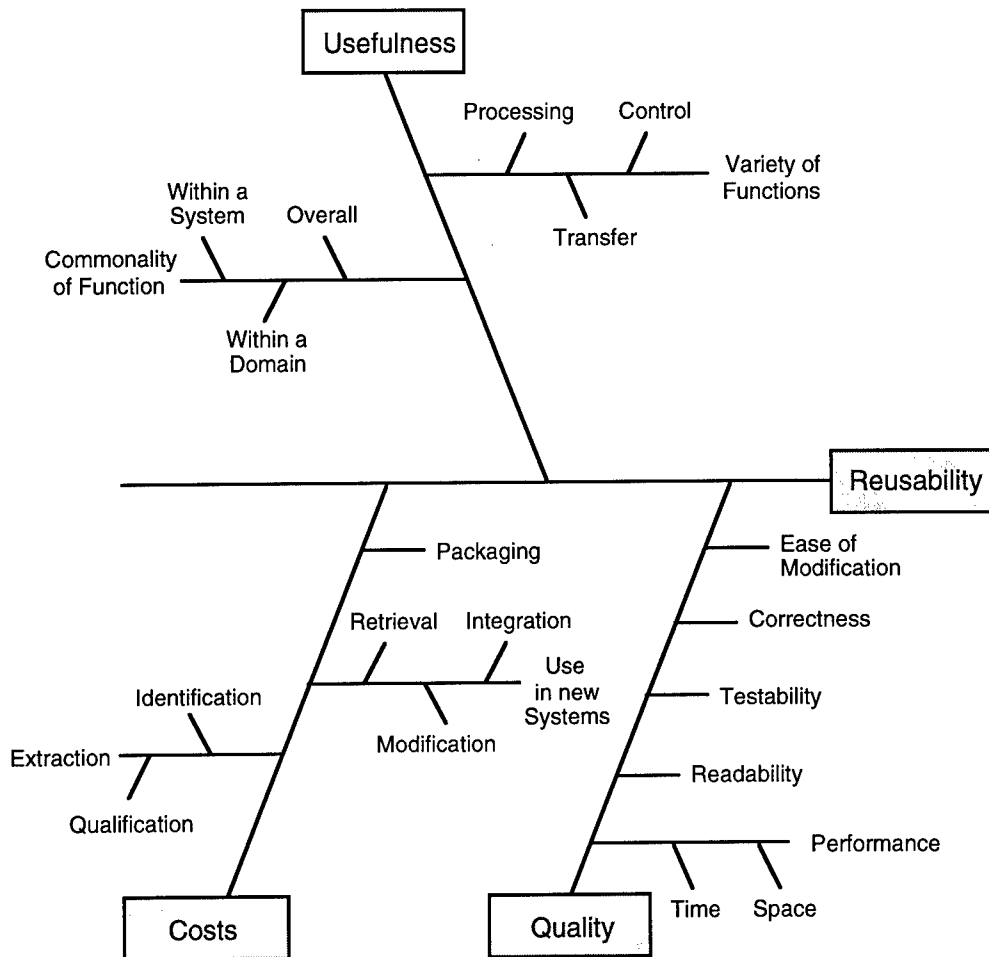 Usefulness
Processing
Control
Variety of
Functions
Transfer
Within a
System
Overall
Commonality
of Function
Within a
Domain
Reusability
Packaging
Ease of
Modification
Correctness
Retrieval
Integration
Use
in new
Systems
Modification
Identification
Extraction
Qualification
Testability
Readability
Performance
Time
Space
Costs
Quality